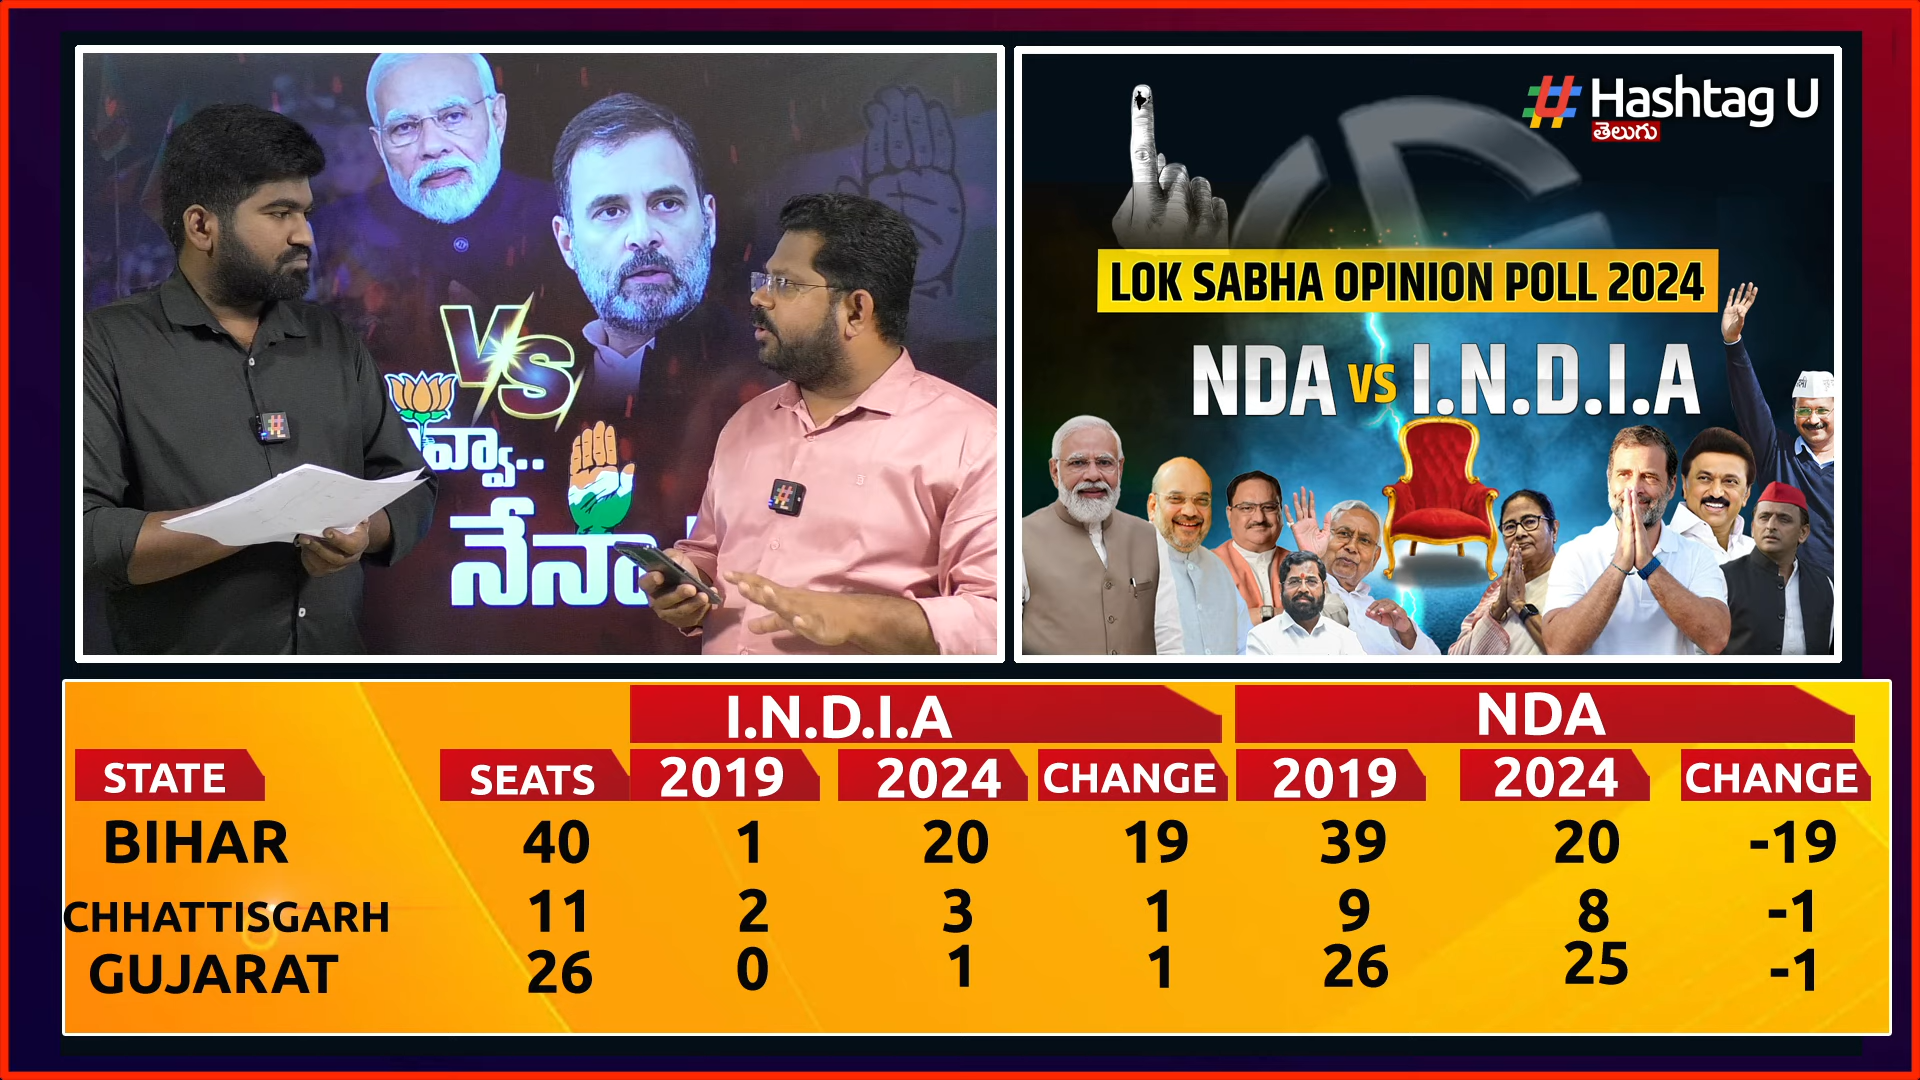 VS
నేనా
Hashtag U
తెలుగు
LOK SABHA OPINION POLL 2024
NDA VS I.N.D.I.A
I.N.D.I.A NDA
STATE SEATS 2019 2024 CHANGE 2019 2024 CHANGE
BIHAR 40 1 20 19 39 20 -19
CHHATTISGARH 11 2 3 1 9 8 -1
GUJARAT 26 0 1 1 26 25 -1